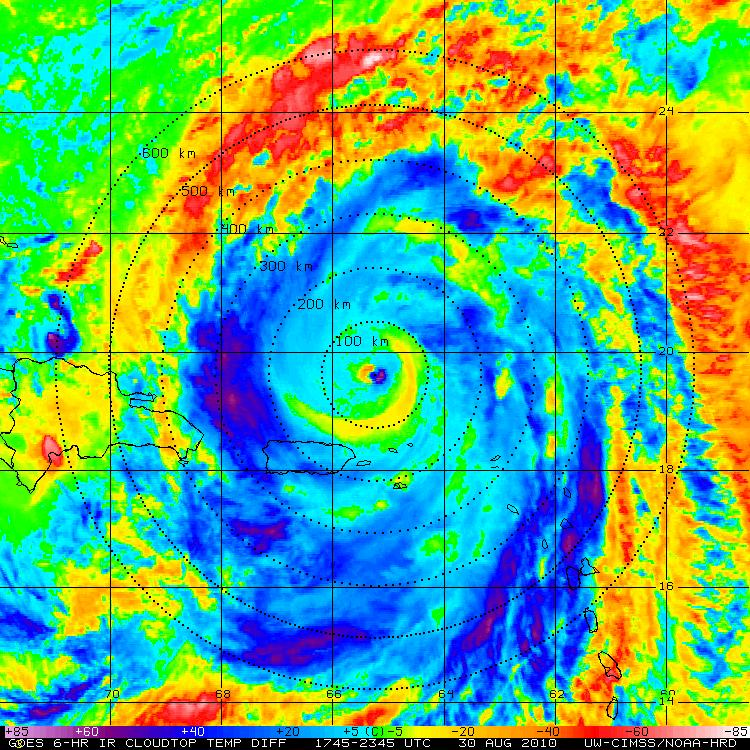 600 km
24
500 km
400 km
22
300 km
200 km
100 km
20
18
16
70 68 66 64 62 14
+85 +60 +40 +20 +5 (C) -5 -20 -40 -60 -85
GOES 6-HR IR CLOUDTOP TEMP DIFF 1745-2345 UTC 30 AUG 2010 UW-CIMSS*NOAA-HRD